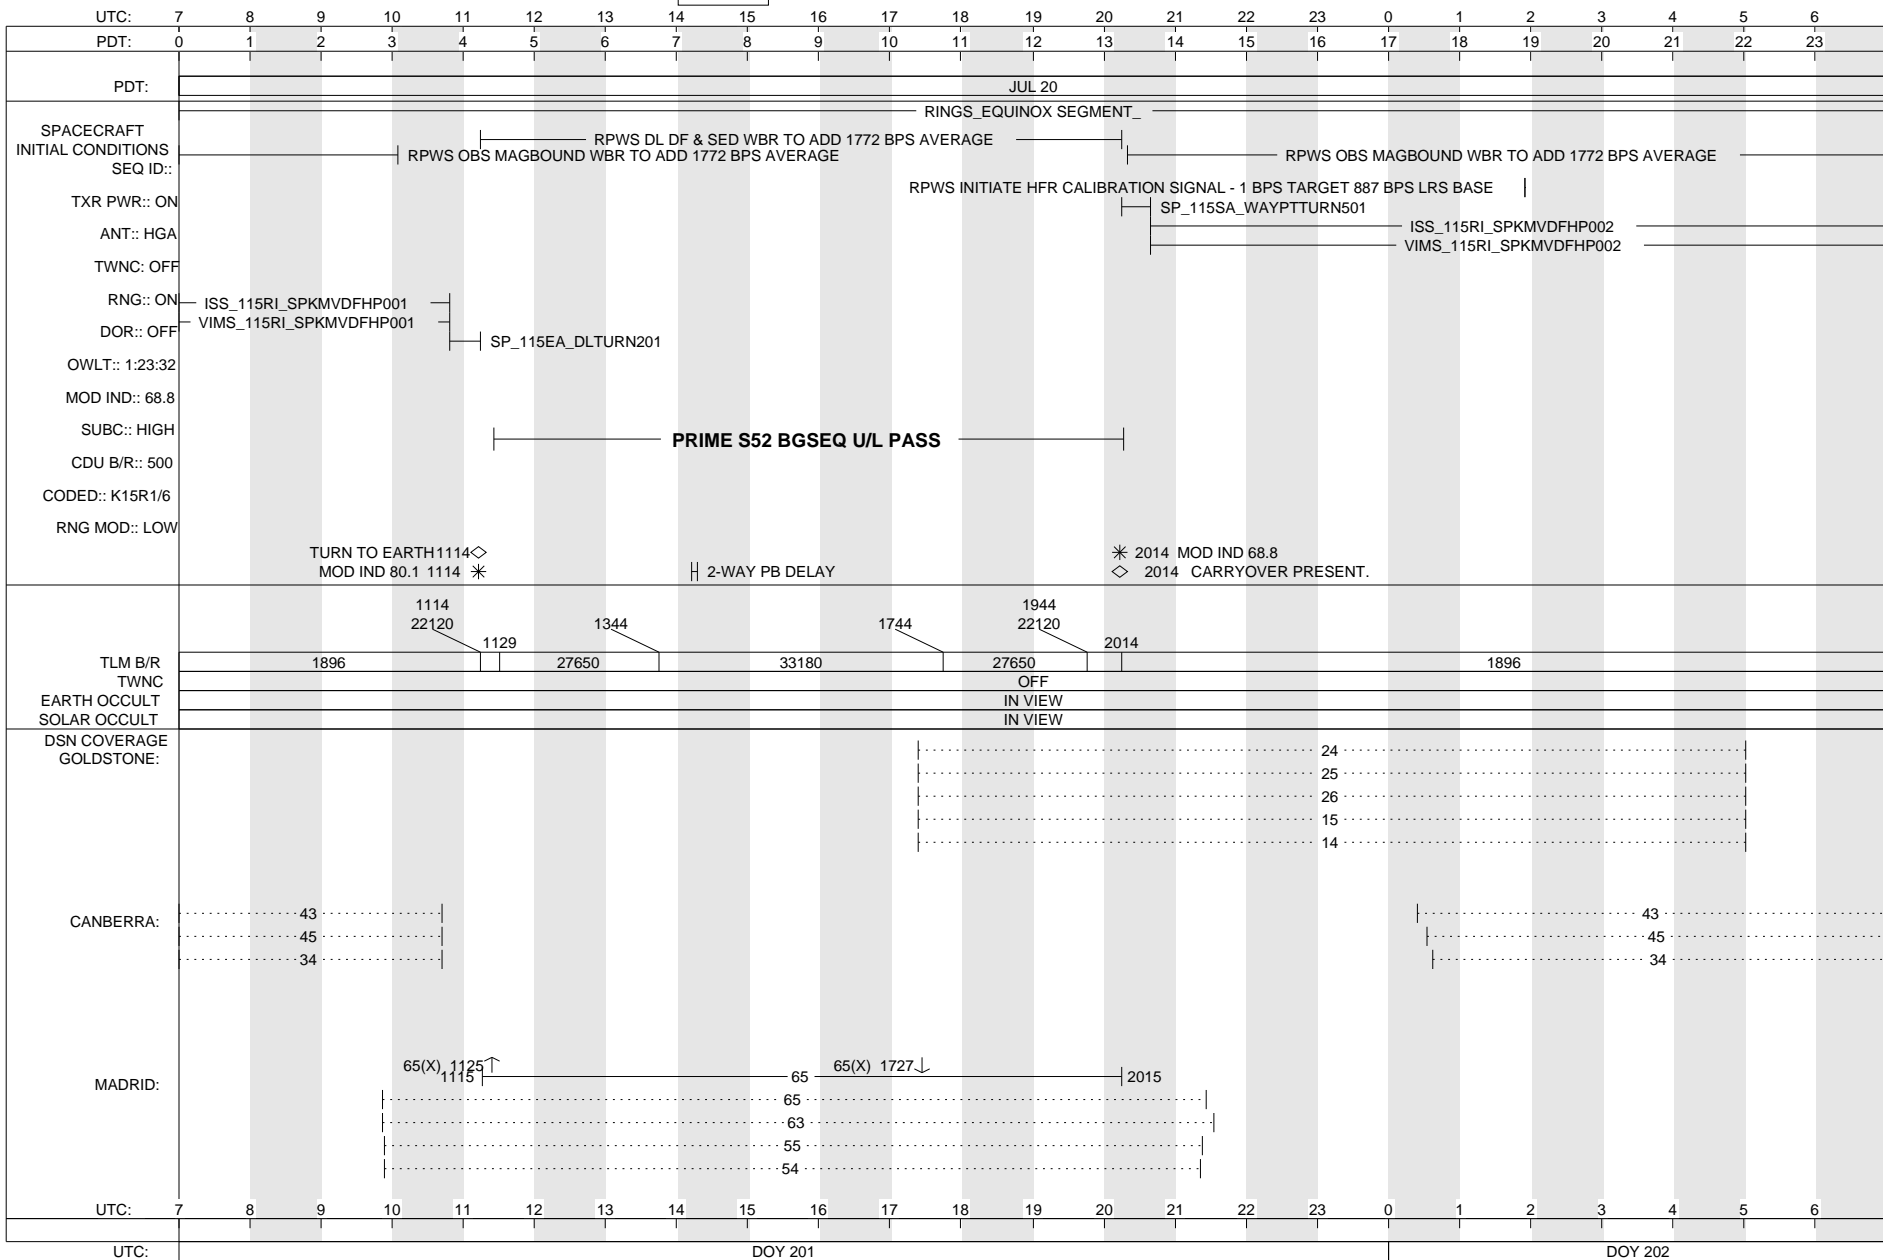 UTC: 7 8 9 10 11 12 13 14 15 16 17 18 19 20 21 22 23 0 1 2 3 4 5 6
PDT: 0 1 2 3 4 5 6 7 8 9 10 11 12 13 14 15 16 17 18 19 20 21 22 23
PDT: JUL 20
RINGS_EQUINOX SEGMENT_
SPACECRAFT
INITIAL CONDITIONS
SEQ ID::
RPWS DL DF & SED WBR TO ADD 1772 BPS AVERAGE
RPWS OBS MAGBOUND WBR TO ADD 1772 BPS AVERAGE
RPWS OBS MAGBOUND WBR TO ADD 1772 BPS AVERAGE
RPWS INITIATE HFR CALIBRATION SIGNAL - 1 BPS TARGET 887 BPS LRS BASE
TXR PWR:: ON
SP_115SA_WAYPTTURN501
ISS_115RI_SPKMVDFHP002
ANT:: HGA
VIMS_115RI_SPKMVDFHP002
TWNC: OFF
RNG:: ON
ISS_115RI_SPKMVDFHP001
VIMS_115RI_SPKMVDFHP001
DOR:: OFF
SP_115EA_DLTURN201
OWLT:: 1:23:32
MOD IND:: 68.8
SUBC:: HIGH
PRIME S52 BGSEQ U/L PASS
CDU B/R:: 500
CODED:: K15R1/6
RNG MOD:: LOW
TURN TO EARTH 1114
2014 MOD IND 68.8
MOD IND 80.1 1114
2-WAY PB DELAY
2014 CARRYOVER PRESENT.
1114 1944
22120 1344 1744 22120
1129 2014
TLM B/R 1896 27650 33180 27650 1896
TWNC OFF
EARTH OCCULT IN VIEW
SOLAR OCCULT IN VIEW
DSN COVERAGE
GOLDSTONE:
24
25
26
15
14
CANBERRA:
43 43
45 45
34 34
65(X) 1125 65(X) 1727
MADRID:
1115 65 2015
65
63
55
54
UTC: 7 8 9 10 11 12 13 14 15 16 17 18 19 20 21 22 23 0 1 2 3 4 5 6
UTC: DOY 201 DOY 202